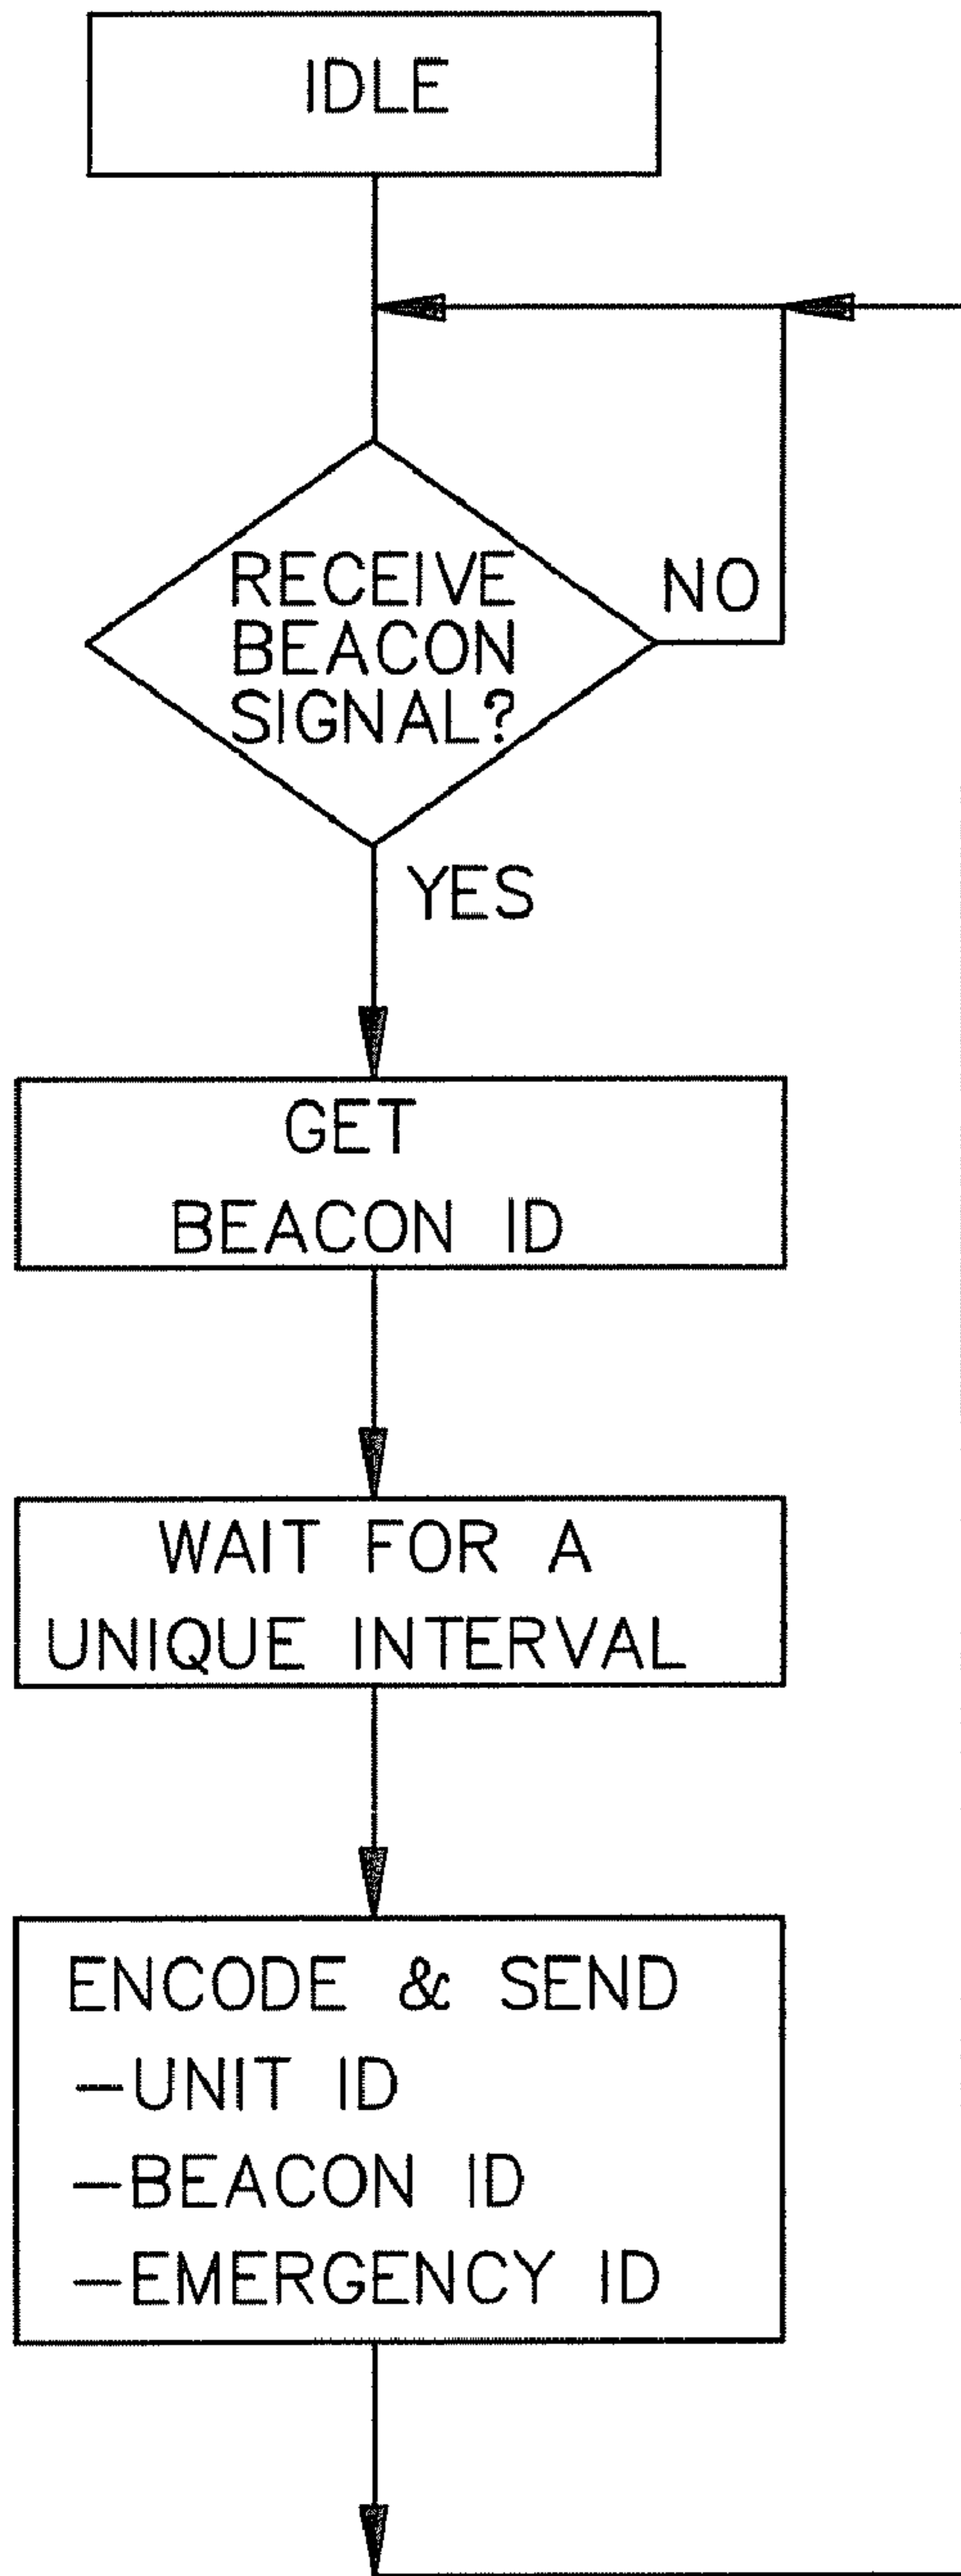 IDLE
RECEIVE
BEACON
SIGNAL?
NO
YES
GET
BEACON ID
WAIT FOR A
UNIQUE INTERVAL
ENCODE & SEND
-UNIT ID
-BEACON ID
-EMERGENCY ID